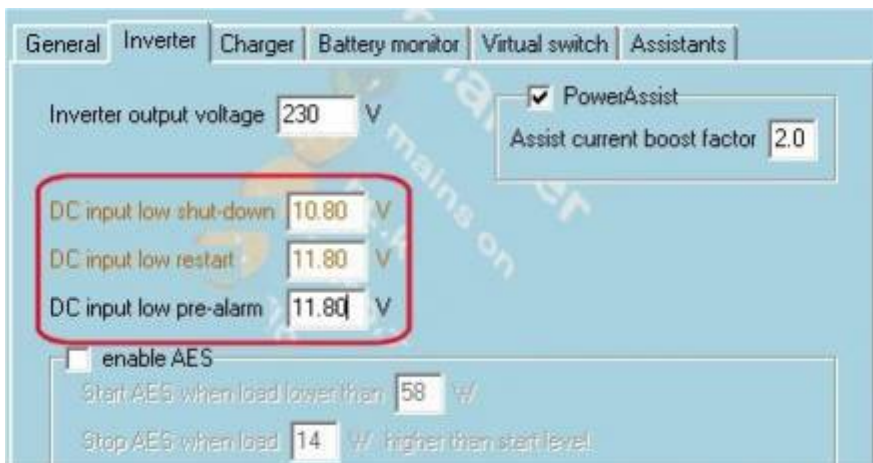 General Inverter Charger Battery monitor Virtual switch Assistants
Inverter output voltage 230 V
PowerAssist
Assist current boost factor 2.0
DC input low shut-down 10.80 V
DC input low restart 11.80 V
DC input low pre-alarm 11.80 V
enable AES
Start AES when load lower than 58 W
Stop AES when load 14 W higher than start level
mains on